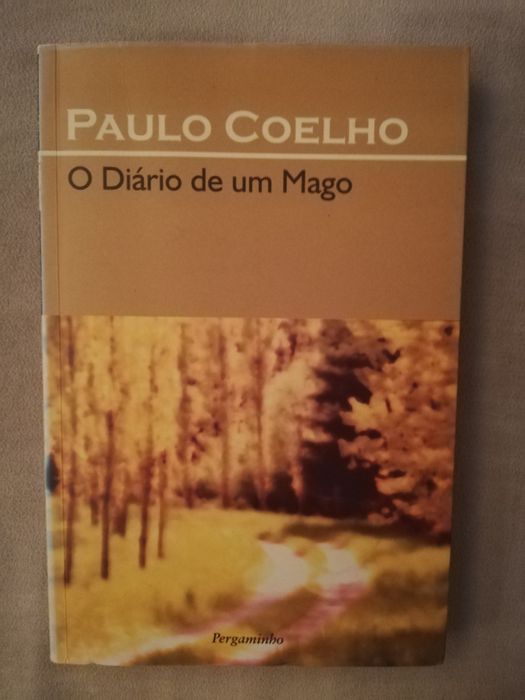 PAULO COELHO
O Diário de um Mago
Pergaminho